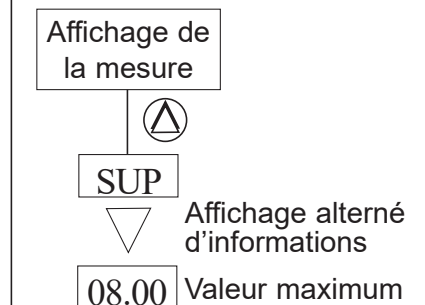 Affichage de
la mesure
SUP
Affichage alterné
d'informations
08.00 Valeur maximum